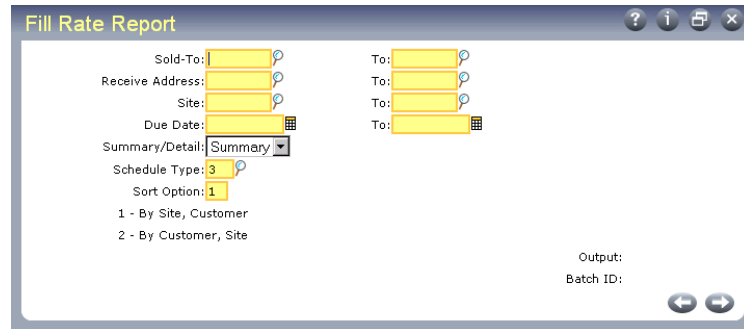 Fill Rate Report
Sold-To: To:
Receive Address: To:
Site: To:
Due Date: To:
Summary/Detail: Summary
Schedule Type: 3
Sort Option: 1
1 - By Site, Customer
2 - By Customer, Site
Output:
Batch ID: